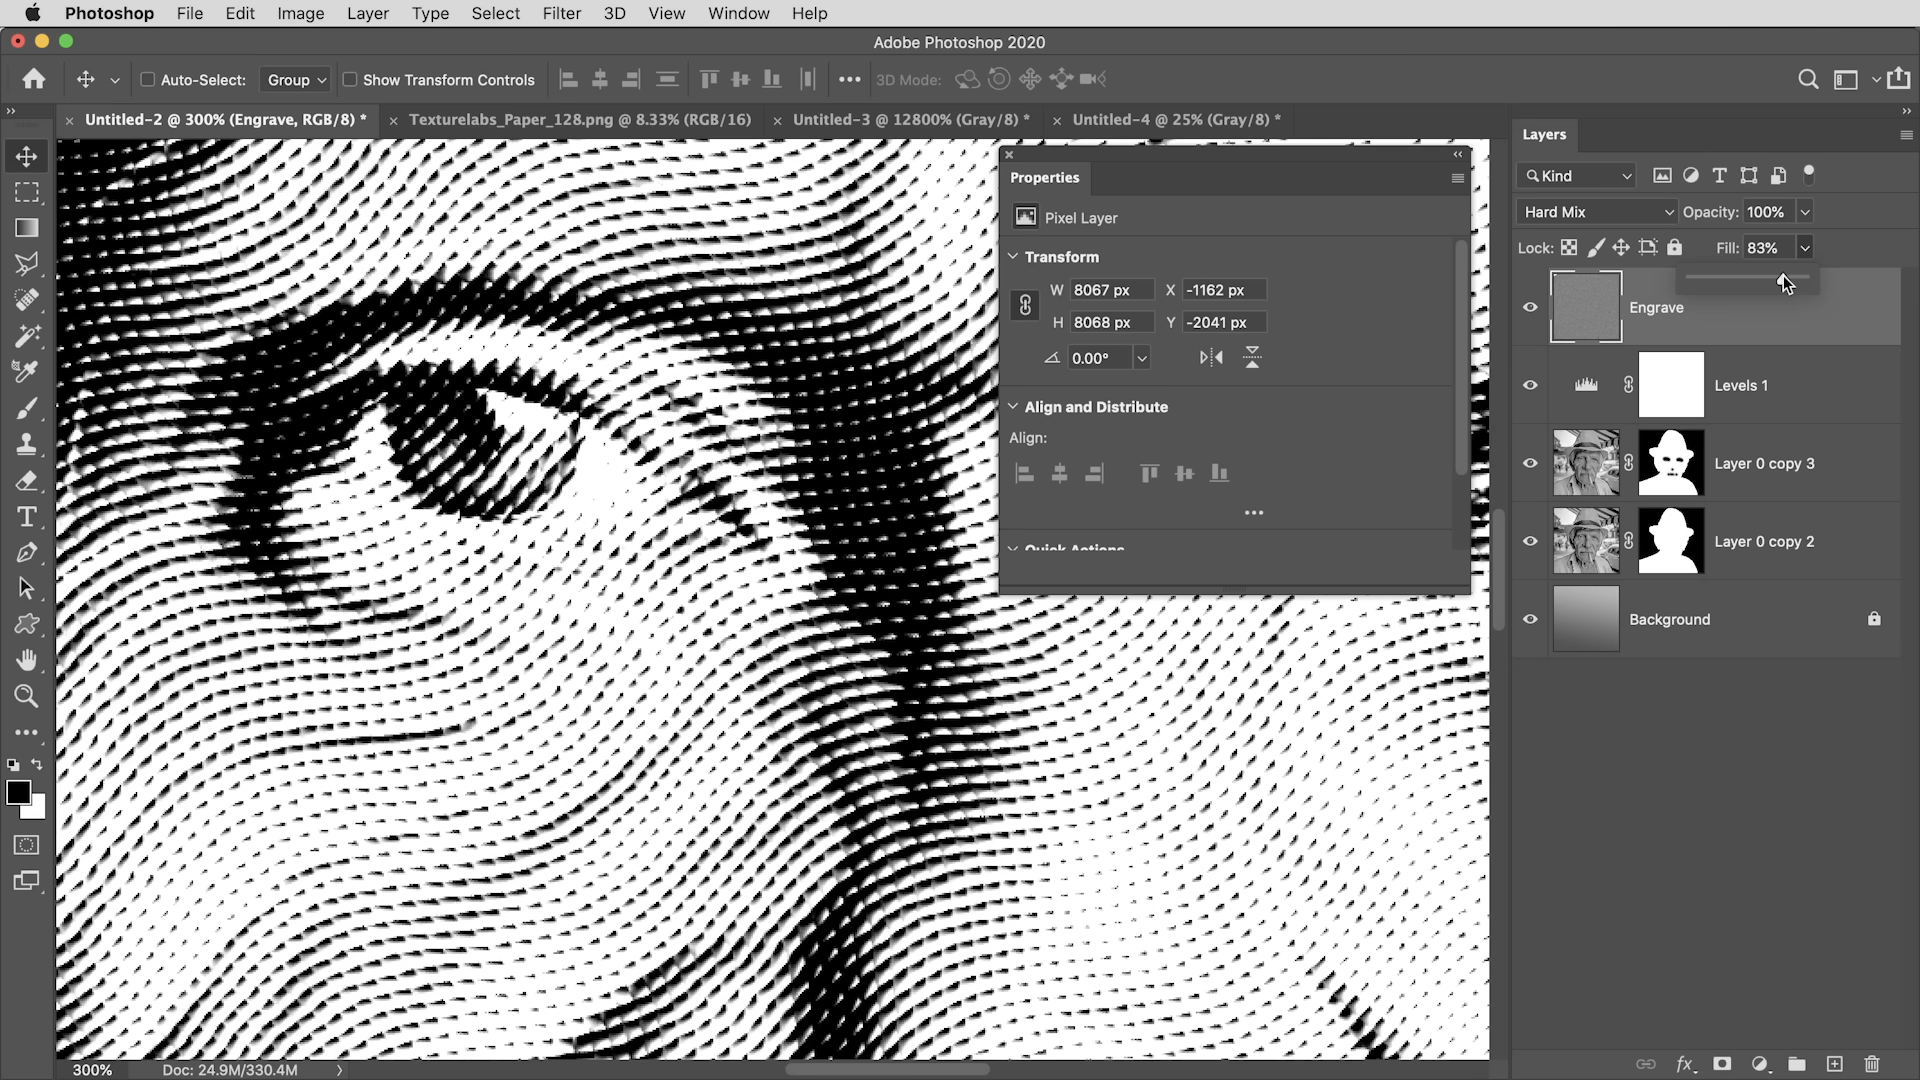 Photoshop File Edit Image Layer Type Select Filter 3D View Window Help
Adobe Photoshop 2020
Auto-Select: Group Show Transform Controls 3D Mode:
Untitled-2 @ 300% (Engrave, RGB/8) * Texturelabs_Paper_128.png @ 8.33% (RGB/16) Untitled-3 @ 12800% (Gray/8) * Untitled-4 @ 25% (Gray/8) *
Properties
Pixel Layer
Transform
W 8067 px X -1162 px
H 8068 px Y -2041 px
0.00°
Align and Distribute
Align:
Quick Actions
Layers
Kind
Hard Mix Opacity: 100%
Lock: Fill: 83%
Engrave
Levels 1
Layer 0 copy 3
Layer 0 copy 2
Background
300% Doc: 24.9M/330.4M
fx